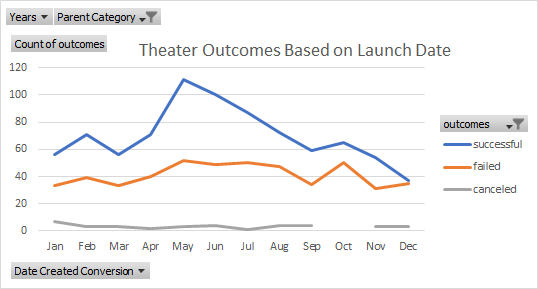 Years Parent Category
Count of outcomes
Theater Outcomes Based on Launch Date
120
100
80
60
40
20
0
Jan Feb Mar Apr May Jun Jul Aug Sep Oct Nov Dec
outcomes
successful
failed
canceled
Date Created Conversion